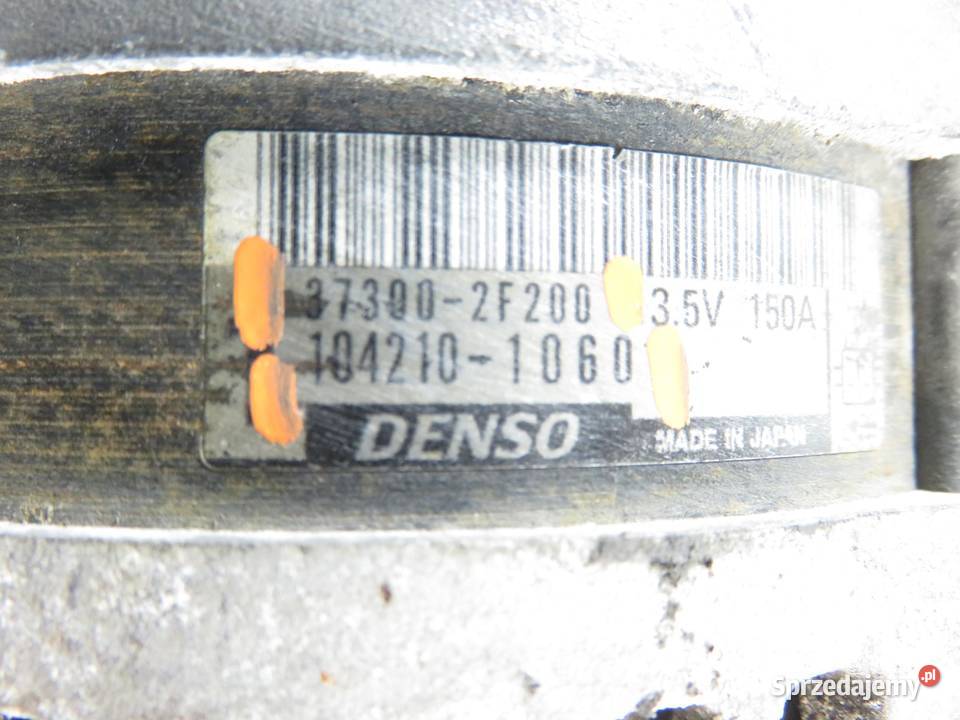 37300-2F200 3.5V 150A
104210-1060
DENSO MADE IN JAPAN
Sprzedajemy.pl